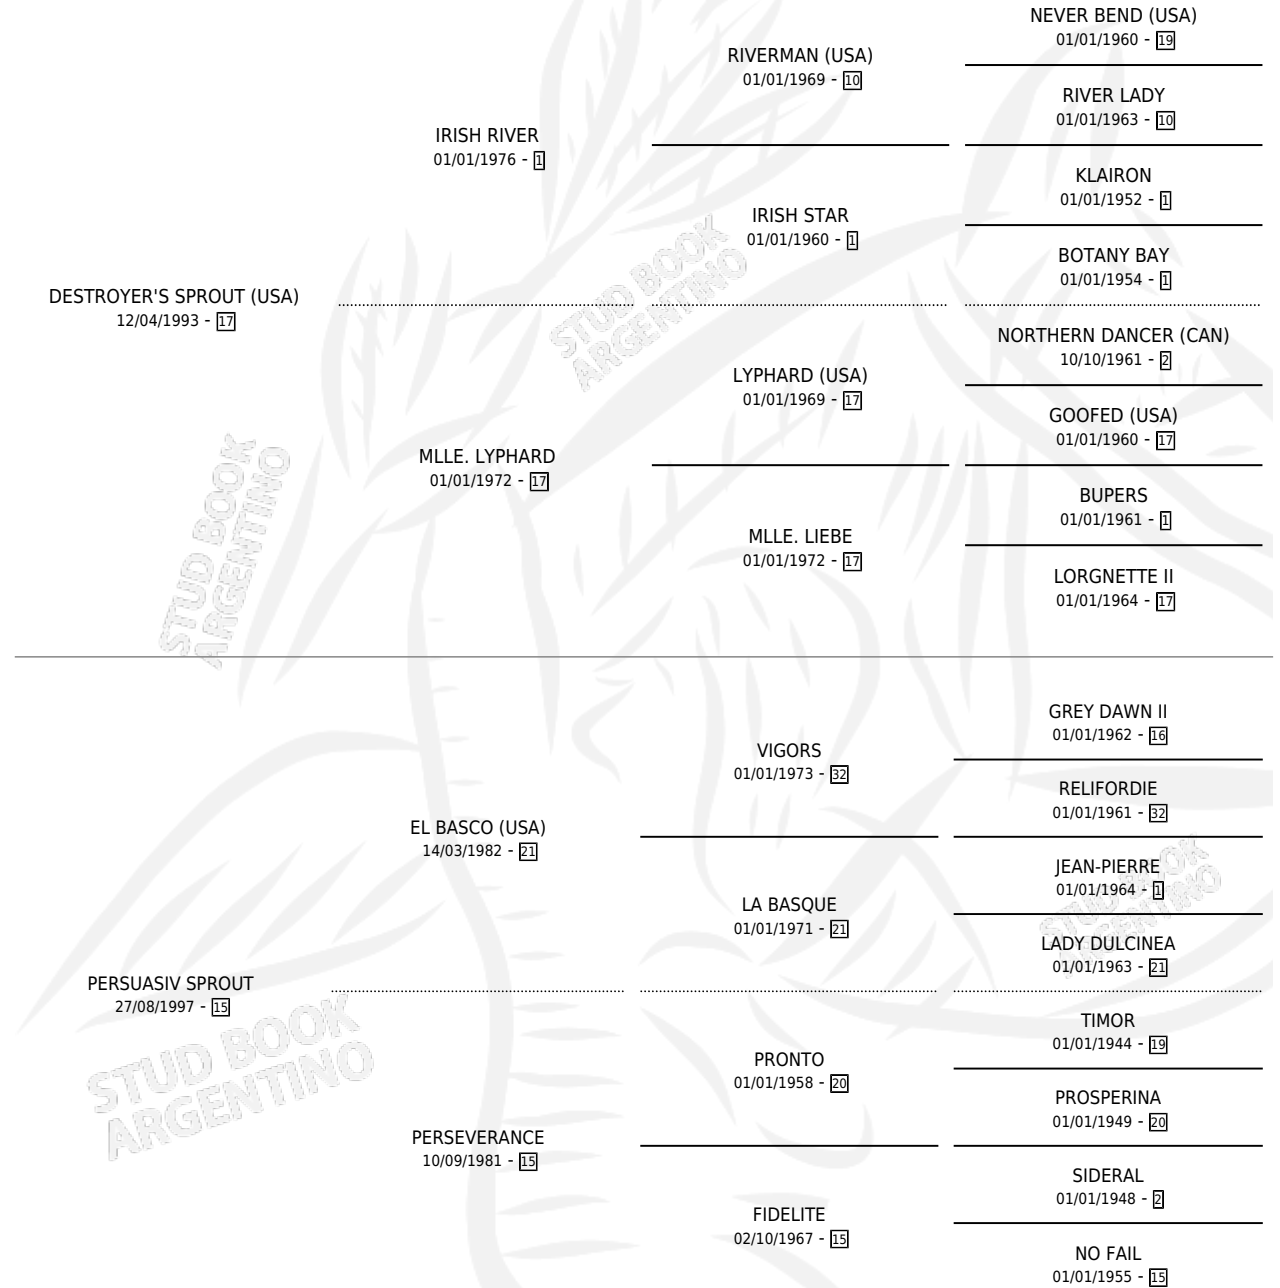 NEVER BEND (USA)
01/01/1960 - 19
RIVERMAN (USA)
01/01/1969 - 10
RIVER LADY
01/01/1963 - 10
IRISH RIVER
01/01/1976 - 1
KLAIRON
01/01/1952 - 1
IRISH STAR
01/01/1960 - 1
BOTANY BAY
01/01/1954 - 1
DESTROYER'S SPROUT (USA)
12/04/1993 - 17
NORTHERN DANCER (CAN)
10/10/1961 - 2
LYPHARD (USA)
01/01/1969 - 17
GOOFED (USA)
01/01/1960 - 17
MLLE. LYPHARD
01/01/1972 - 17
BUPERS
01/01/1961 - 1
MLLE. LIEBE
01/01/1972 - 17
LORGNETTE II
01/01/1964 - 17
STUD BOOK
ARGENTINO
STUD BOOK
ARGENTINO
GREY DAWN II
01/01/1962 - 16
VIGORS
01/01/1973 - 32
RELIFORDIE
01/01/1961 - 32
EL BASCO (USA)
14/03/1982 - 21
JEAN-PIERRE
01/01/1964 - 1
LA BASQUE
01/01/1971 - 21
LADY DULCINEA
01/01/1963 - 21
STUD BOOK
ARGENTINO
PERSUASIV SPROUT
27/08/1997 - 15
TIMOR
01/01/1944 - 19
PRONTO
01/01/1958 - 20
PROSPERINA
01/01/1949 - 20
STUD BOOK
ARGENTINO
PERSEVERANCE
10/09/1981 - 15
SIDERAL
01/01/1948 - 2
FIDELITE
02/10/1967 - 15
NO FAIL
01/01/1955 - 15